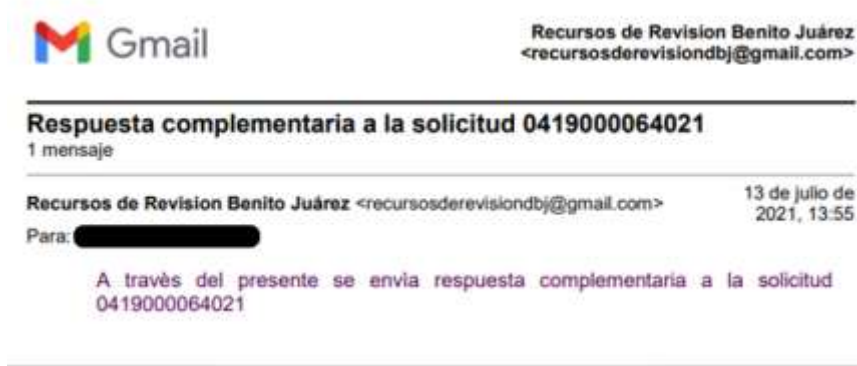 Gmail
Recursos de Revision Benito Juárez
<recursosderevisiondbj@gmail.com>
Respuesta complementaria a la solicitud 0419000064021
1 mensaje
Recursos de Revision Benito Juárez <recursosderevisiondbj@gmail.com>
13 de julio de
2021, 13:55
Para:
A travès del presente se envìa respuesta complementaria a la solicitud
0419000064021